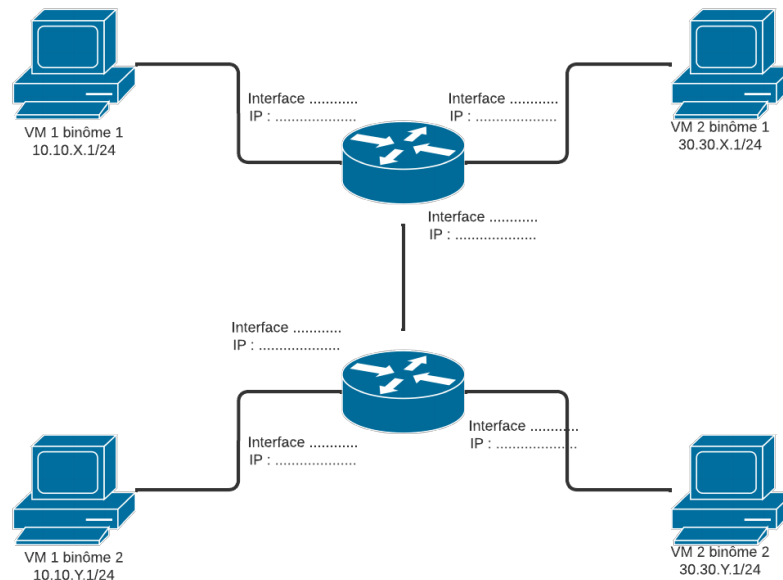 Interface ............
IP : ....................
Interface ............
IP : ....................
VM 1 binôme 1
10.10.X.1/24
VM 2 binôme 1
30.30.X.1/24
Interface ............
IP : ....................
Interface ............
IP : ....................
Interface ............
IP : ....................
Interface ............
IP : ....................
VM 1 binôme 2
10.10.Y.1/24
VM 2 binôme 2
30.30.Y.1/24